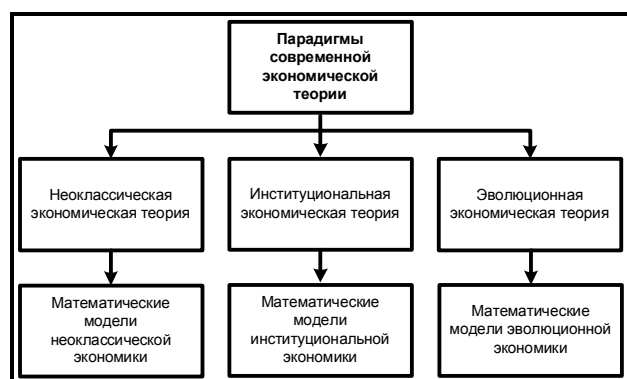 Парадигмы
современной
экономической
теории
Неоклассическая
экономическая теория
Институциональная
экономическая теория
Эволюционная
экономическая теория
Математические
модели
неоклассической
экономики
Математические
модели
институциональной
экономики
Математические
модели эволюционной
экономики